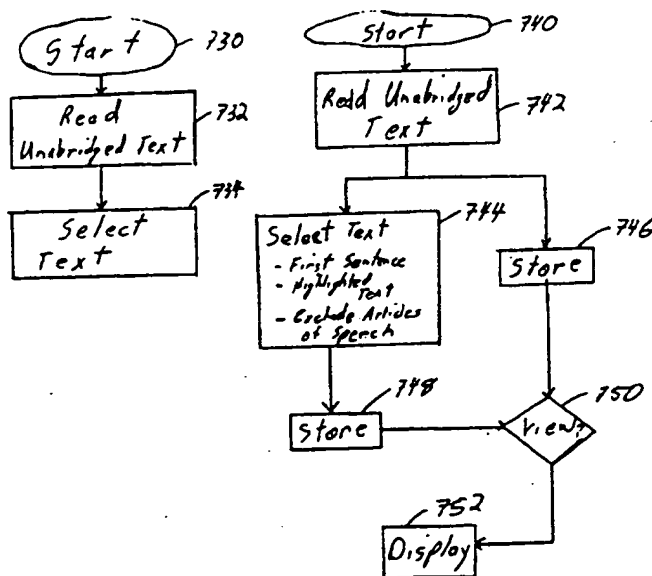 Start
730
Read
Unabridged Text
732
Select
Text
734
Start
740
Read Unabridged
Text
742
Select Text
- First Sentence
- Highlighted
Text
- Exclude Articles
of Speech
744
Store
746
Store
748
View?
750
Display
752